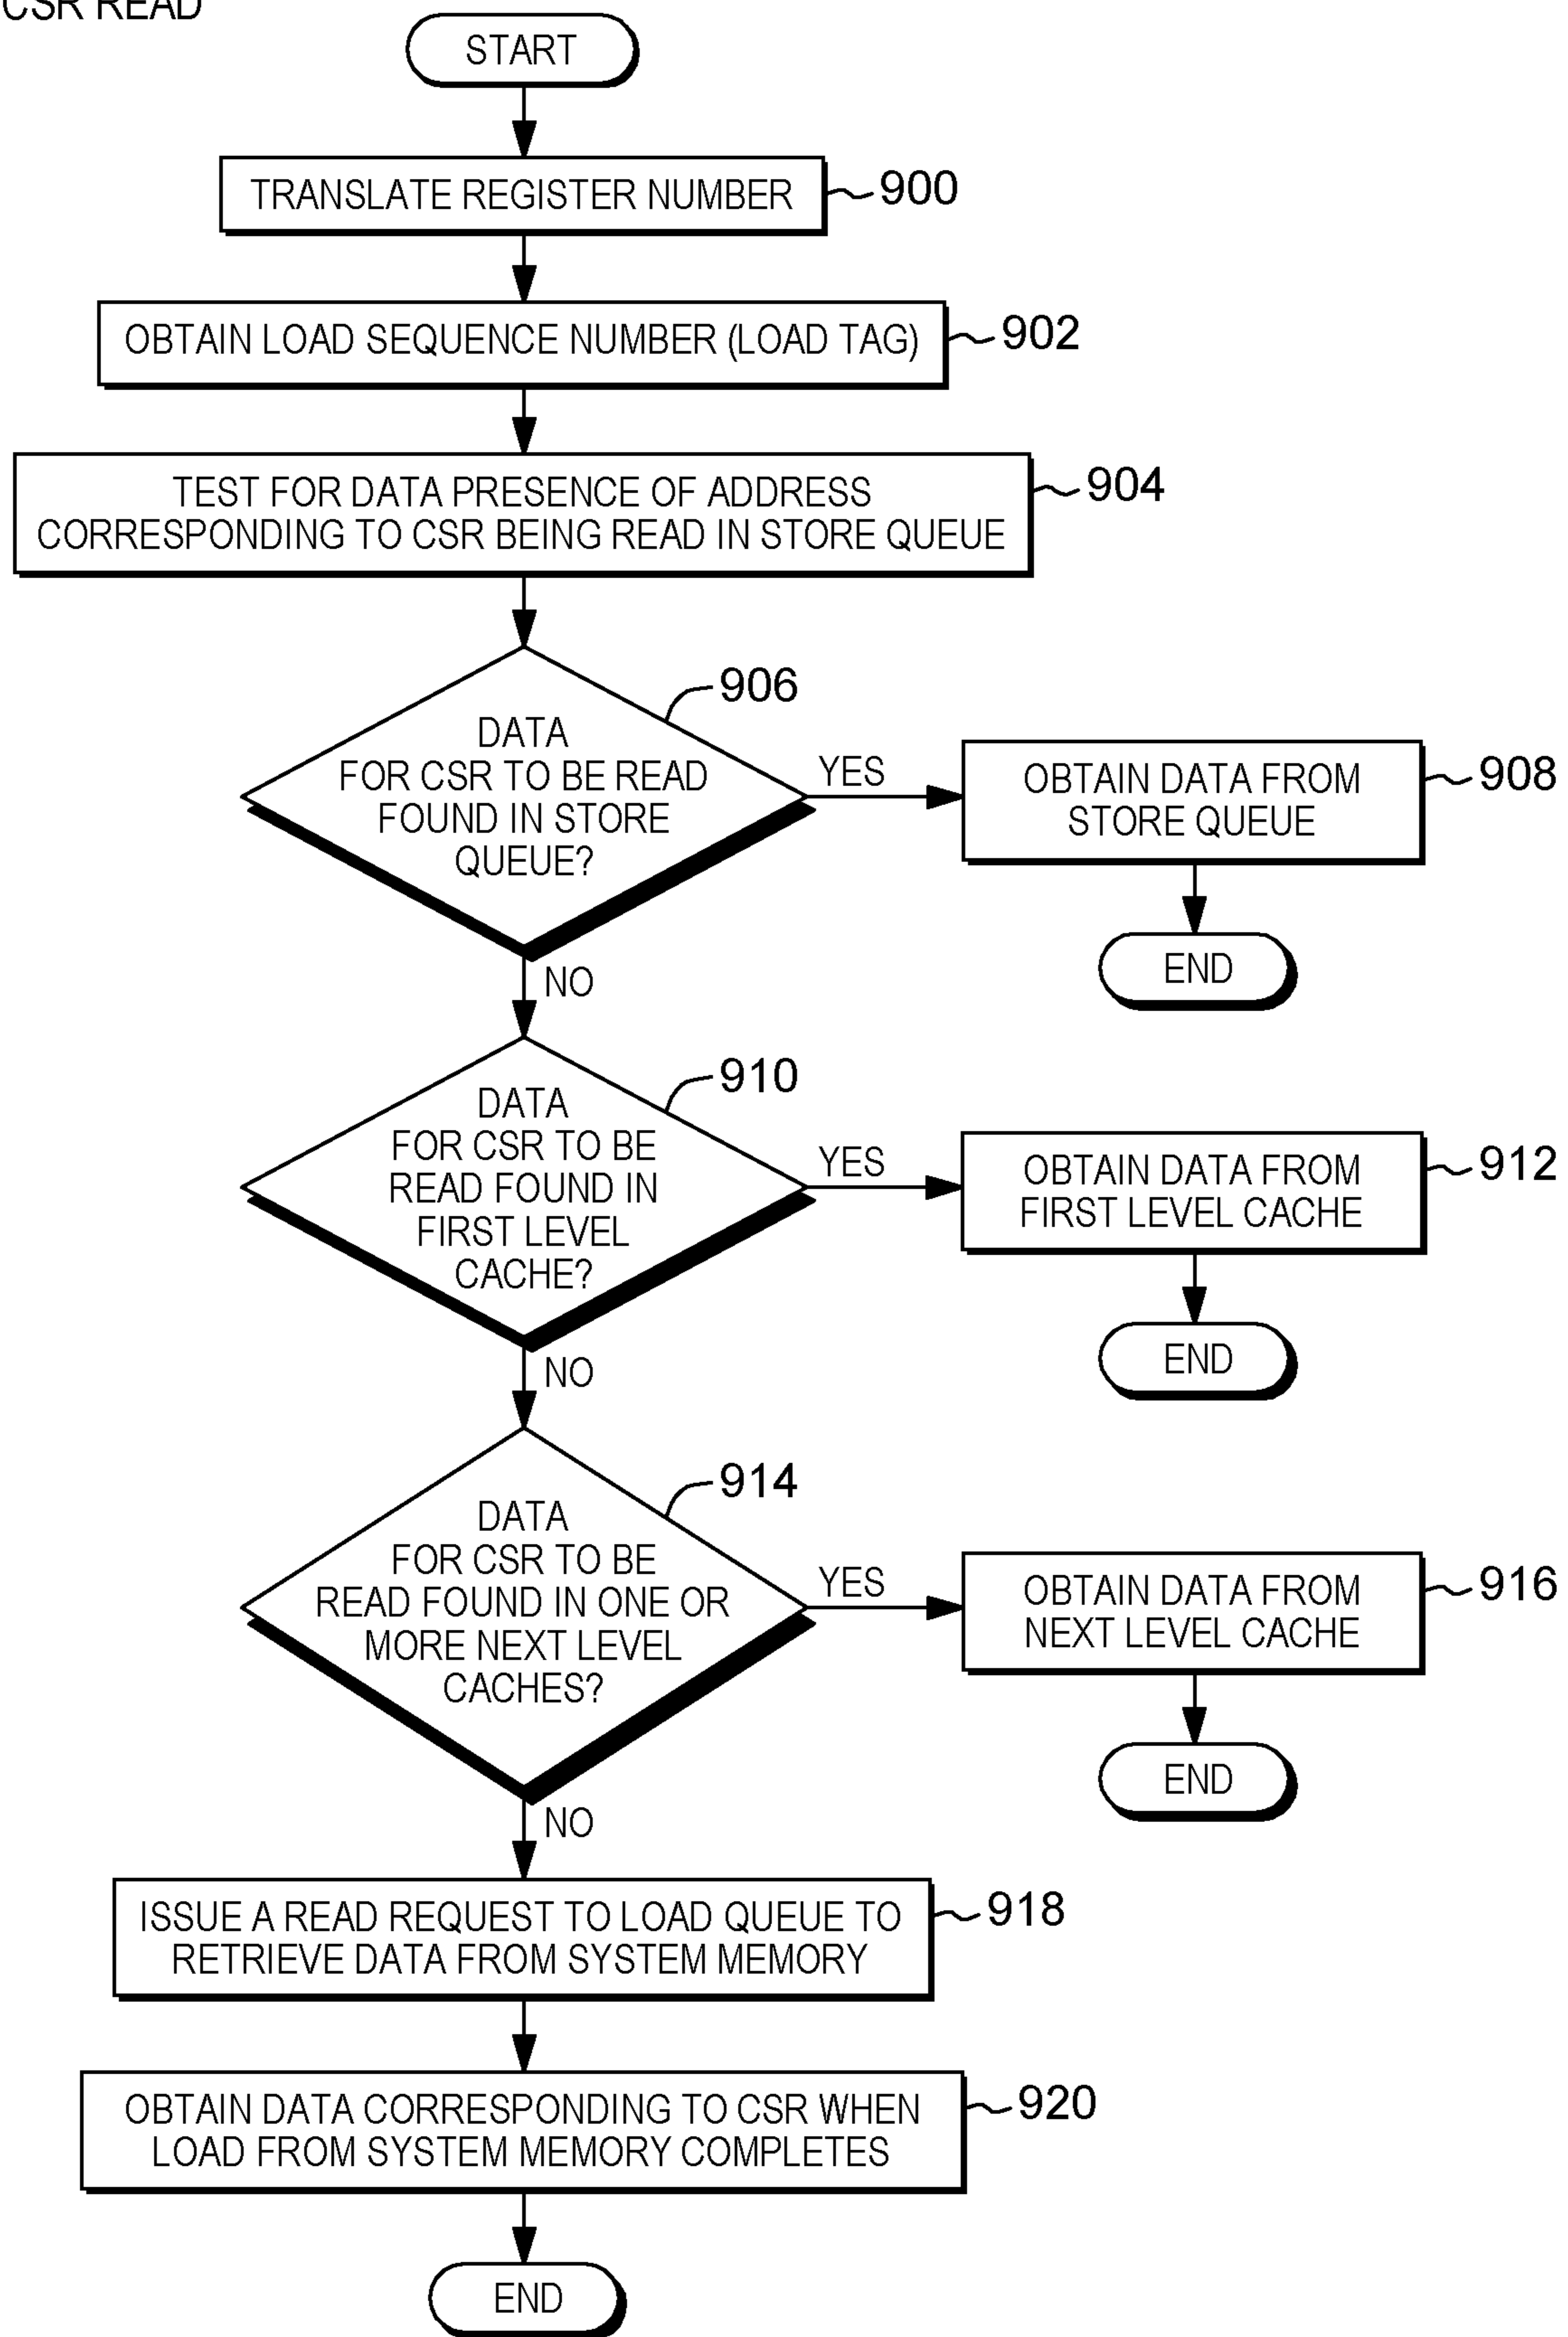 CSR READ
START
TRANSLATE REGISTER NUMBER
900
OBTAIN LOAD SEQUENCE NUMBER (LOAD TAG)
902
TEST FOR DATA PRESENCE OF ADDRESS
CORRESPONDING TO CSR BEING READ IN STORE QUEUE
904
906
DATA
FOR CSR TO BE READ
FOUND IN STORE
QUEUE?
YES
OBTAIN DATA FROM
STORE QUEUE
908
END
NO
910
DATA
FOR CSR TO BE
READ FOUND IN
FIRST LEVEL
CACHE?
YES
OBTAIN DATA FROM
FIRST LEVEL CACHE
912
END
NO
914
DATA
FOR CSR TO BE
READ FOUND IN ONE OR
MORE NEXT LEVEL
CACHES?
YES
OBTAIN DATA FROM
NEXT LEVEL CACHE
916
END
NO
ISSUE A READ REQUEST TO LOAD QUEUE TO
RETRIEVE DATA FROM SYSTEM MEMORY
918
OBTAIN DATA CORRESPONDING TO CSR WHEN
LOAD FROM SYSTEM MEMORY COMPLETES
920
END